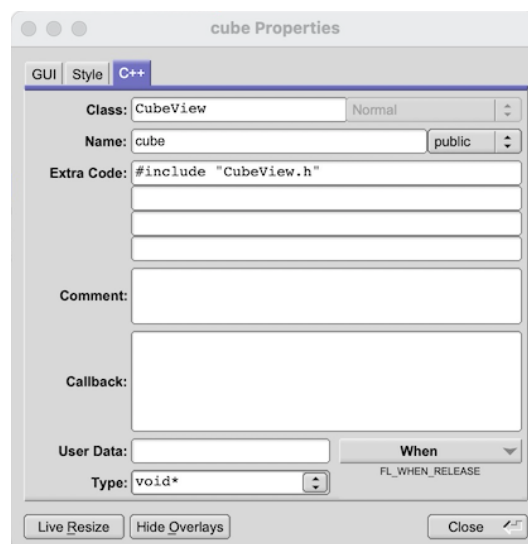 cube Properties
GUI Style C++
Class: CubeView Normal
Name: cube public
Extra Code: #include "CubeView.h"
Comment:
Callback:
User Data: When
Type: void* FL_WHEN_RELEASE
Live Resize Hide Overlays Close